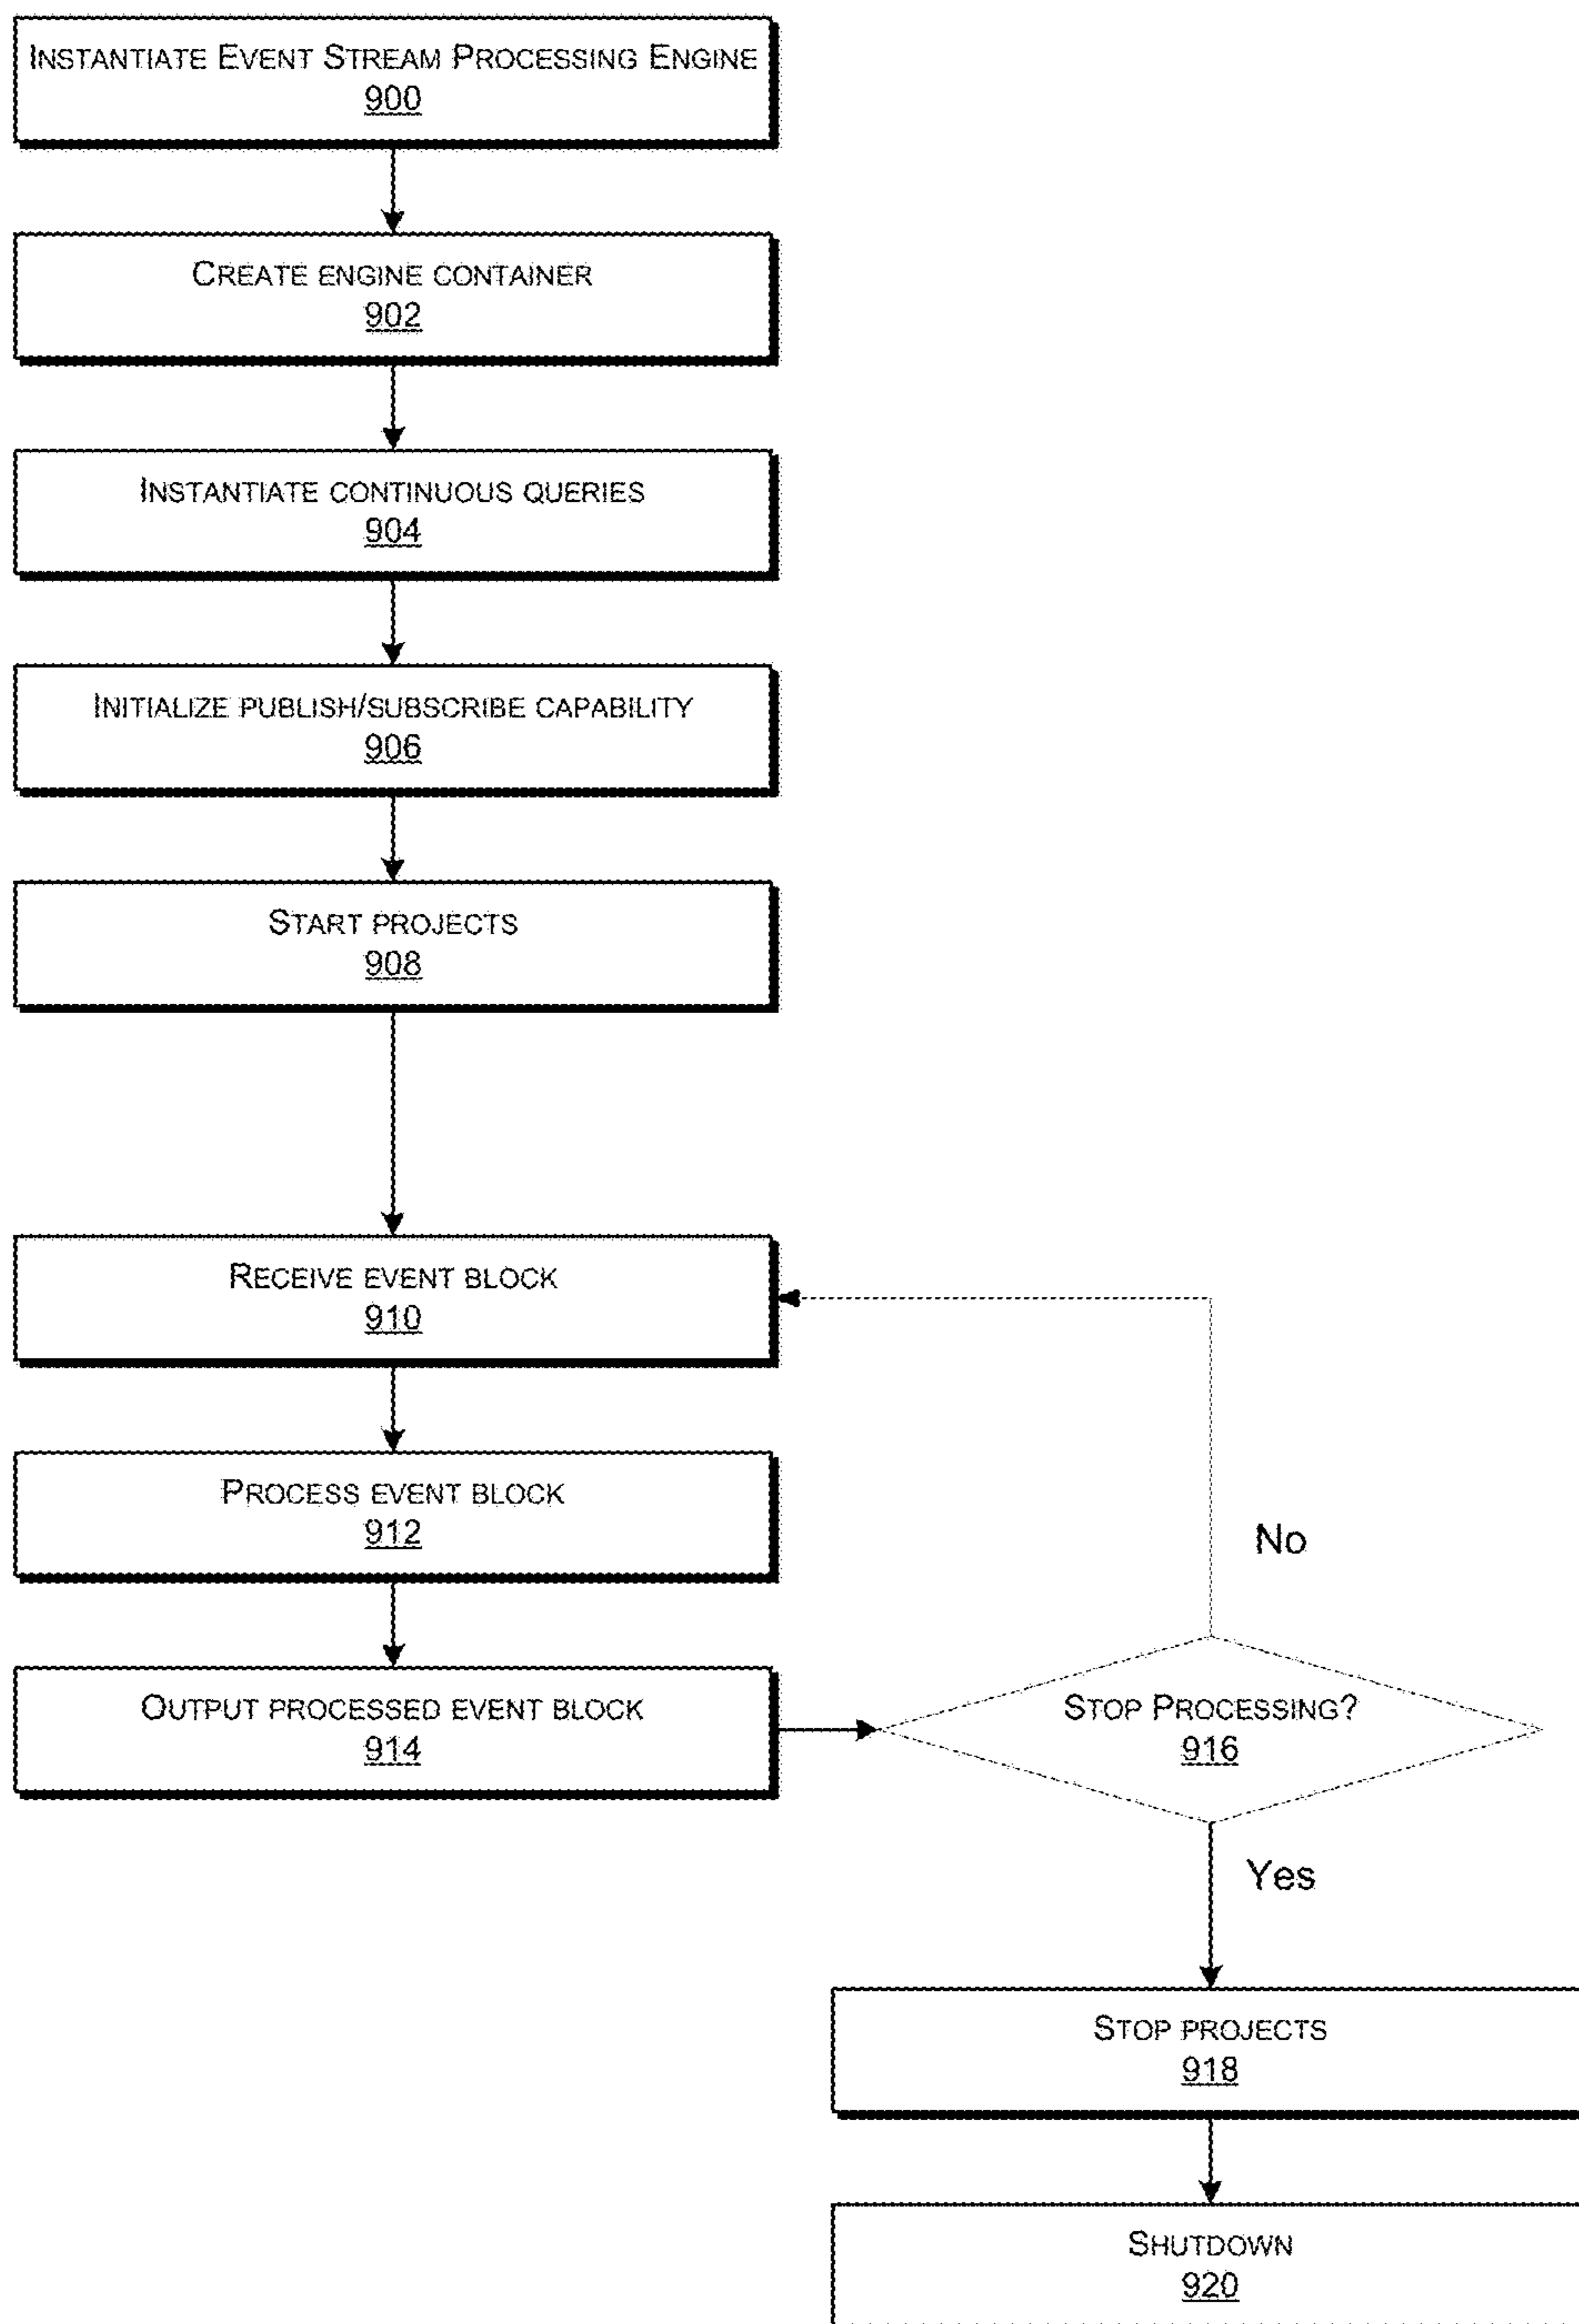 INSTANTIATE EVENT STREAM PROCESSING ENGINE
900
CREATE ENGINE CONTAINER
902
INSTANTIATE CONTINUOUS QUERIES
904
INITIALIZE PUBLISH/SUBSCRIBE CAPABILITY
906
START PROJECTS
908
RECEIVE EVENT BLOCK
910
PROCESS EVENT BLOCK
912
No
OUTPUT PROCESSED EVENT BLOCK
914
STOP PROCESSING?
916
Yes
STOP PROJECTS
918
SHUTDOWN
920